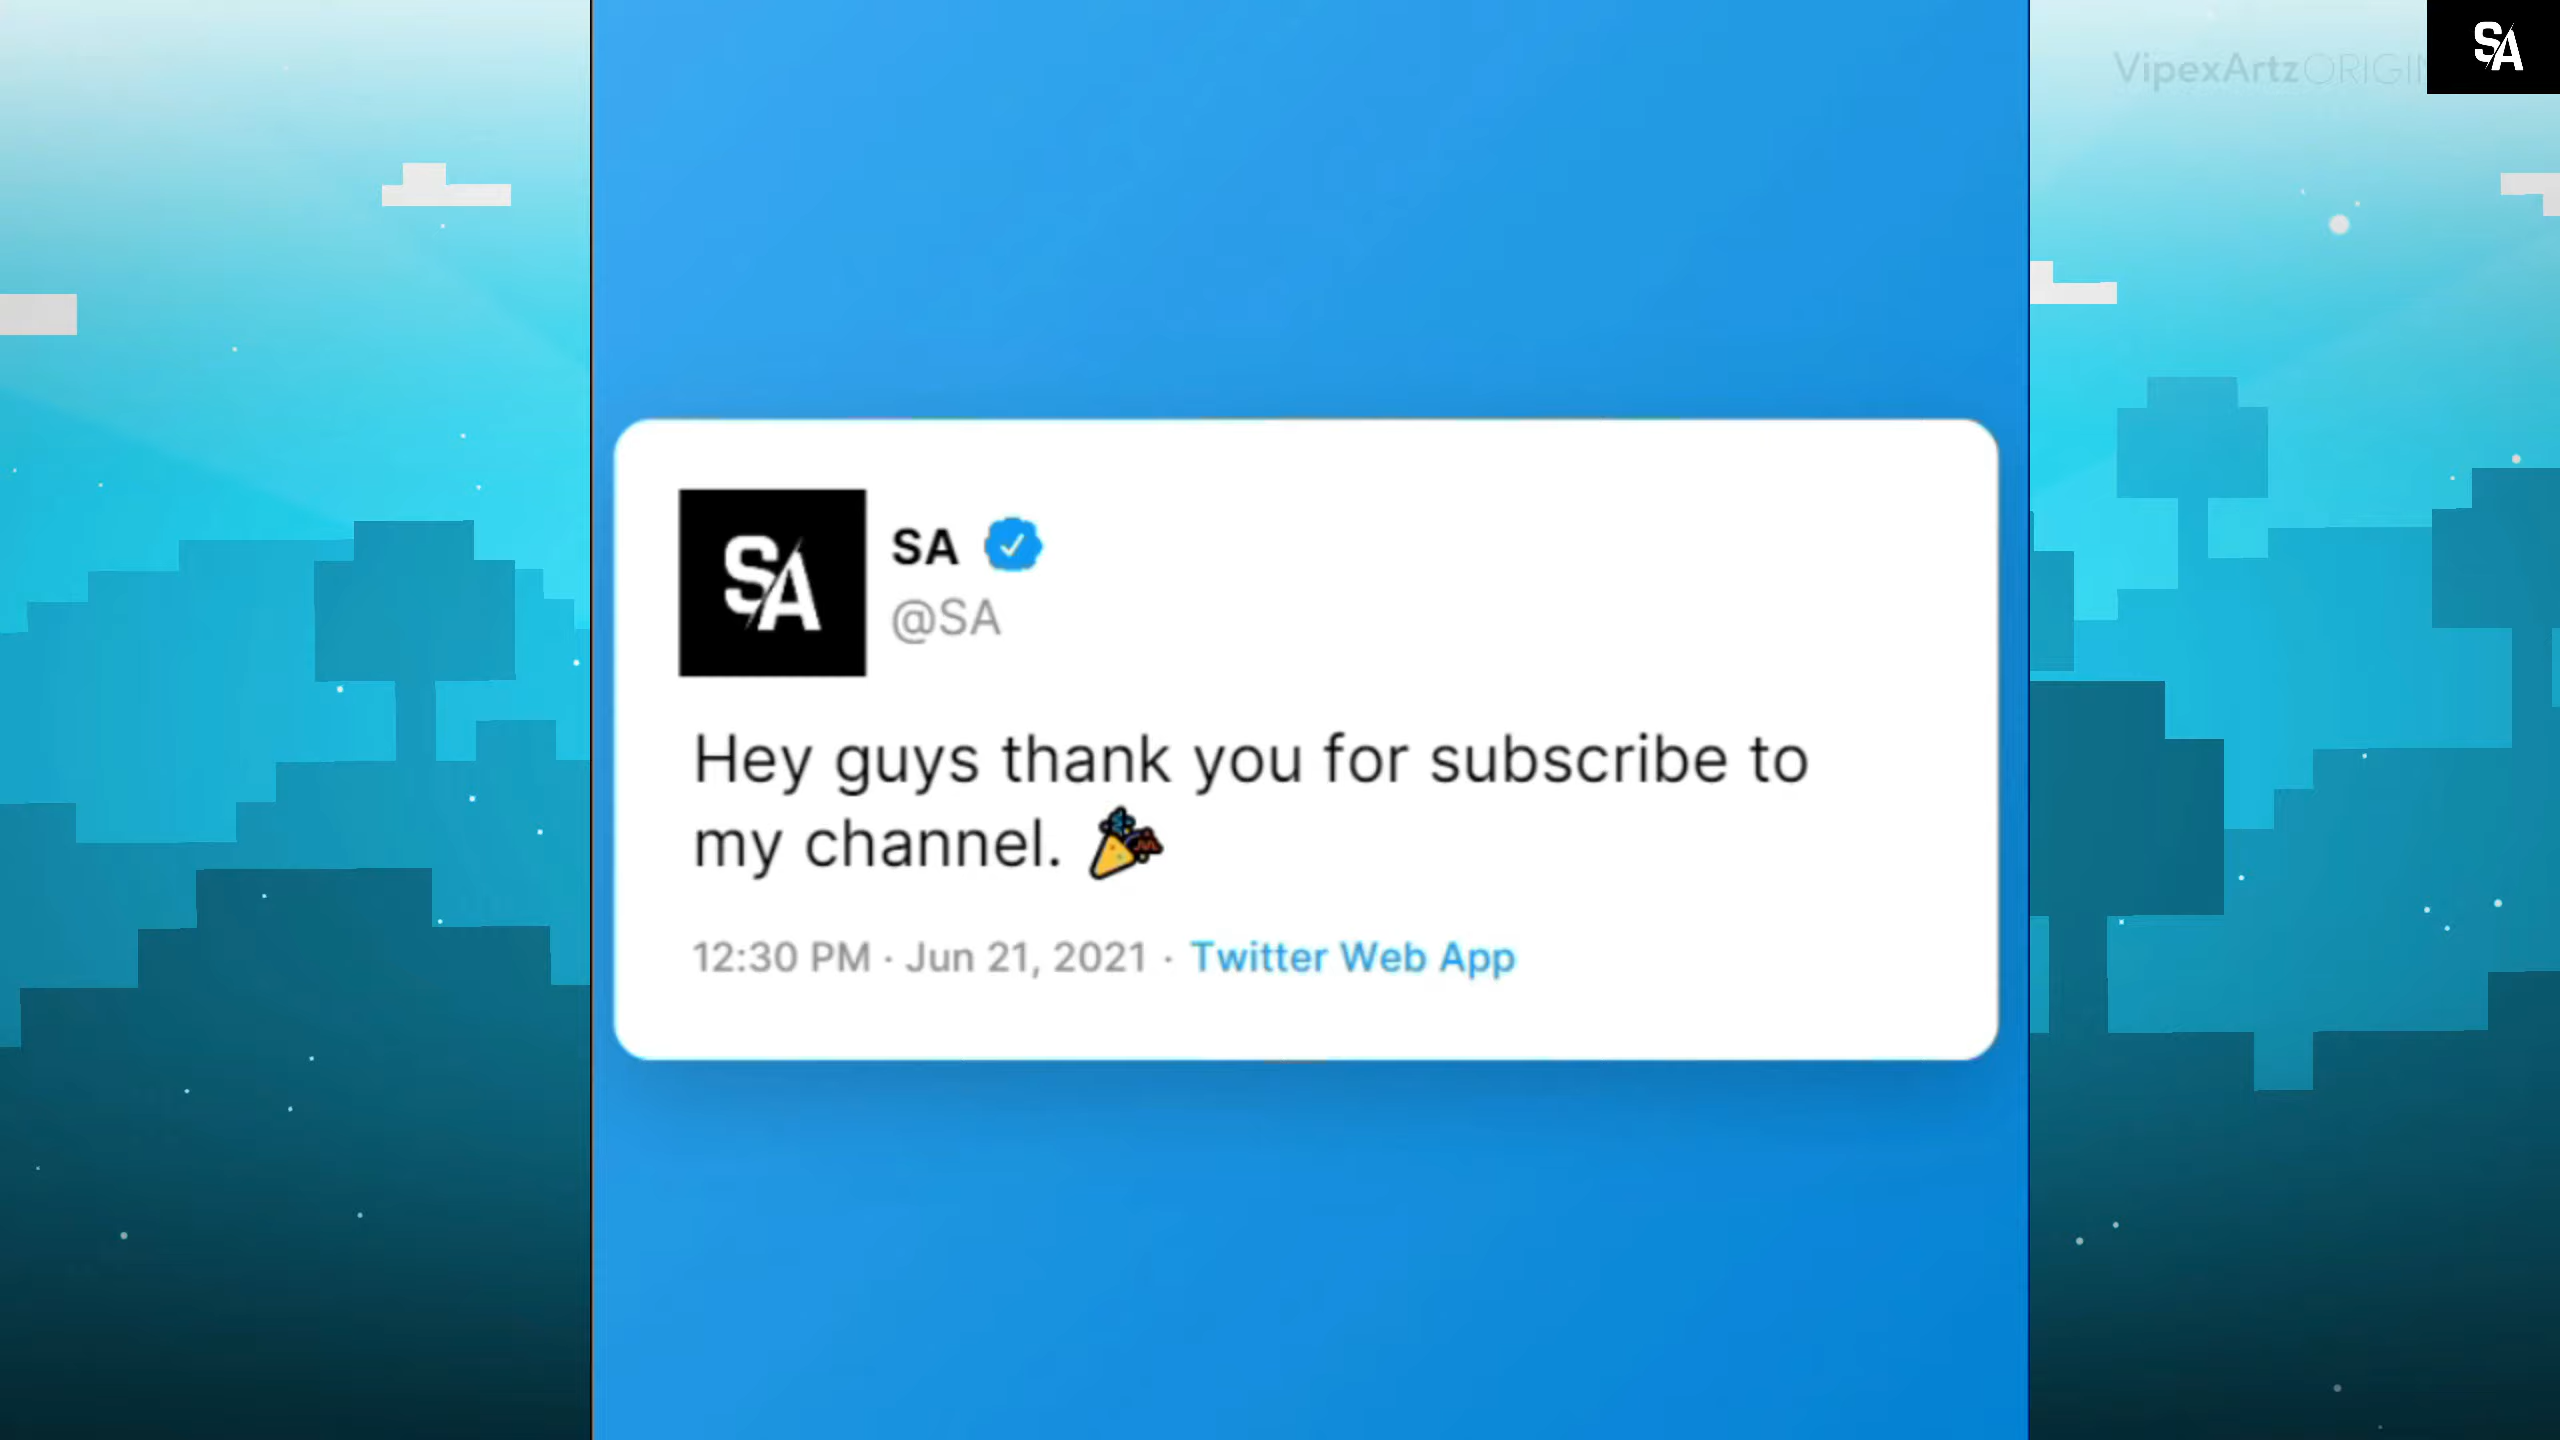 VipexArtzORIGI
SA
SA
SA
@SA
Hey guys thank you for subscribe to
my channel. 🎉
12:30 PM · Jun 21, 2021 · Twitter Web App